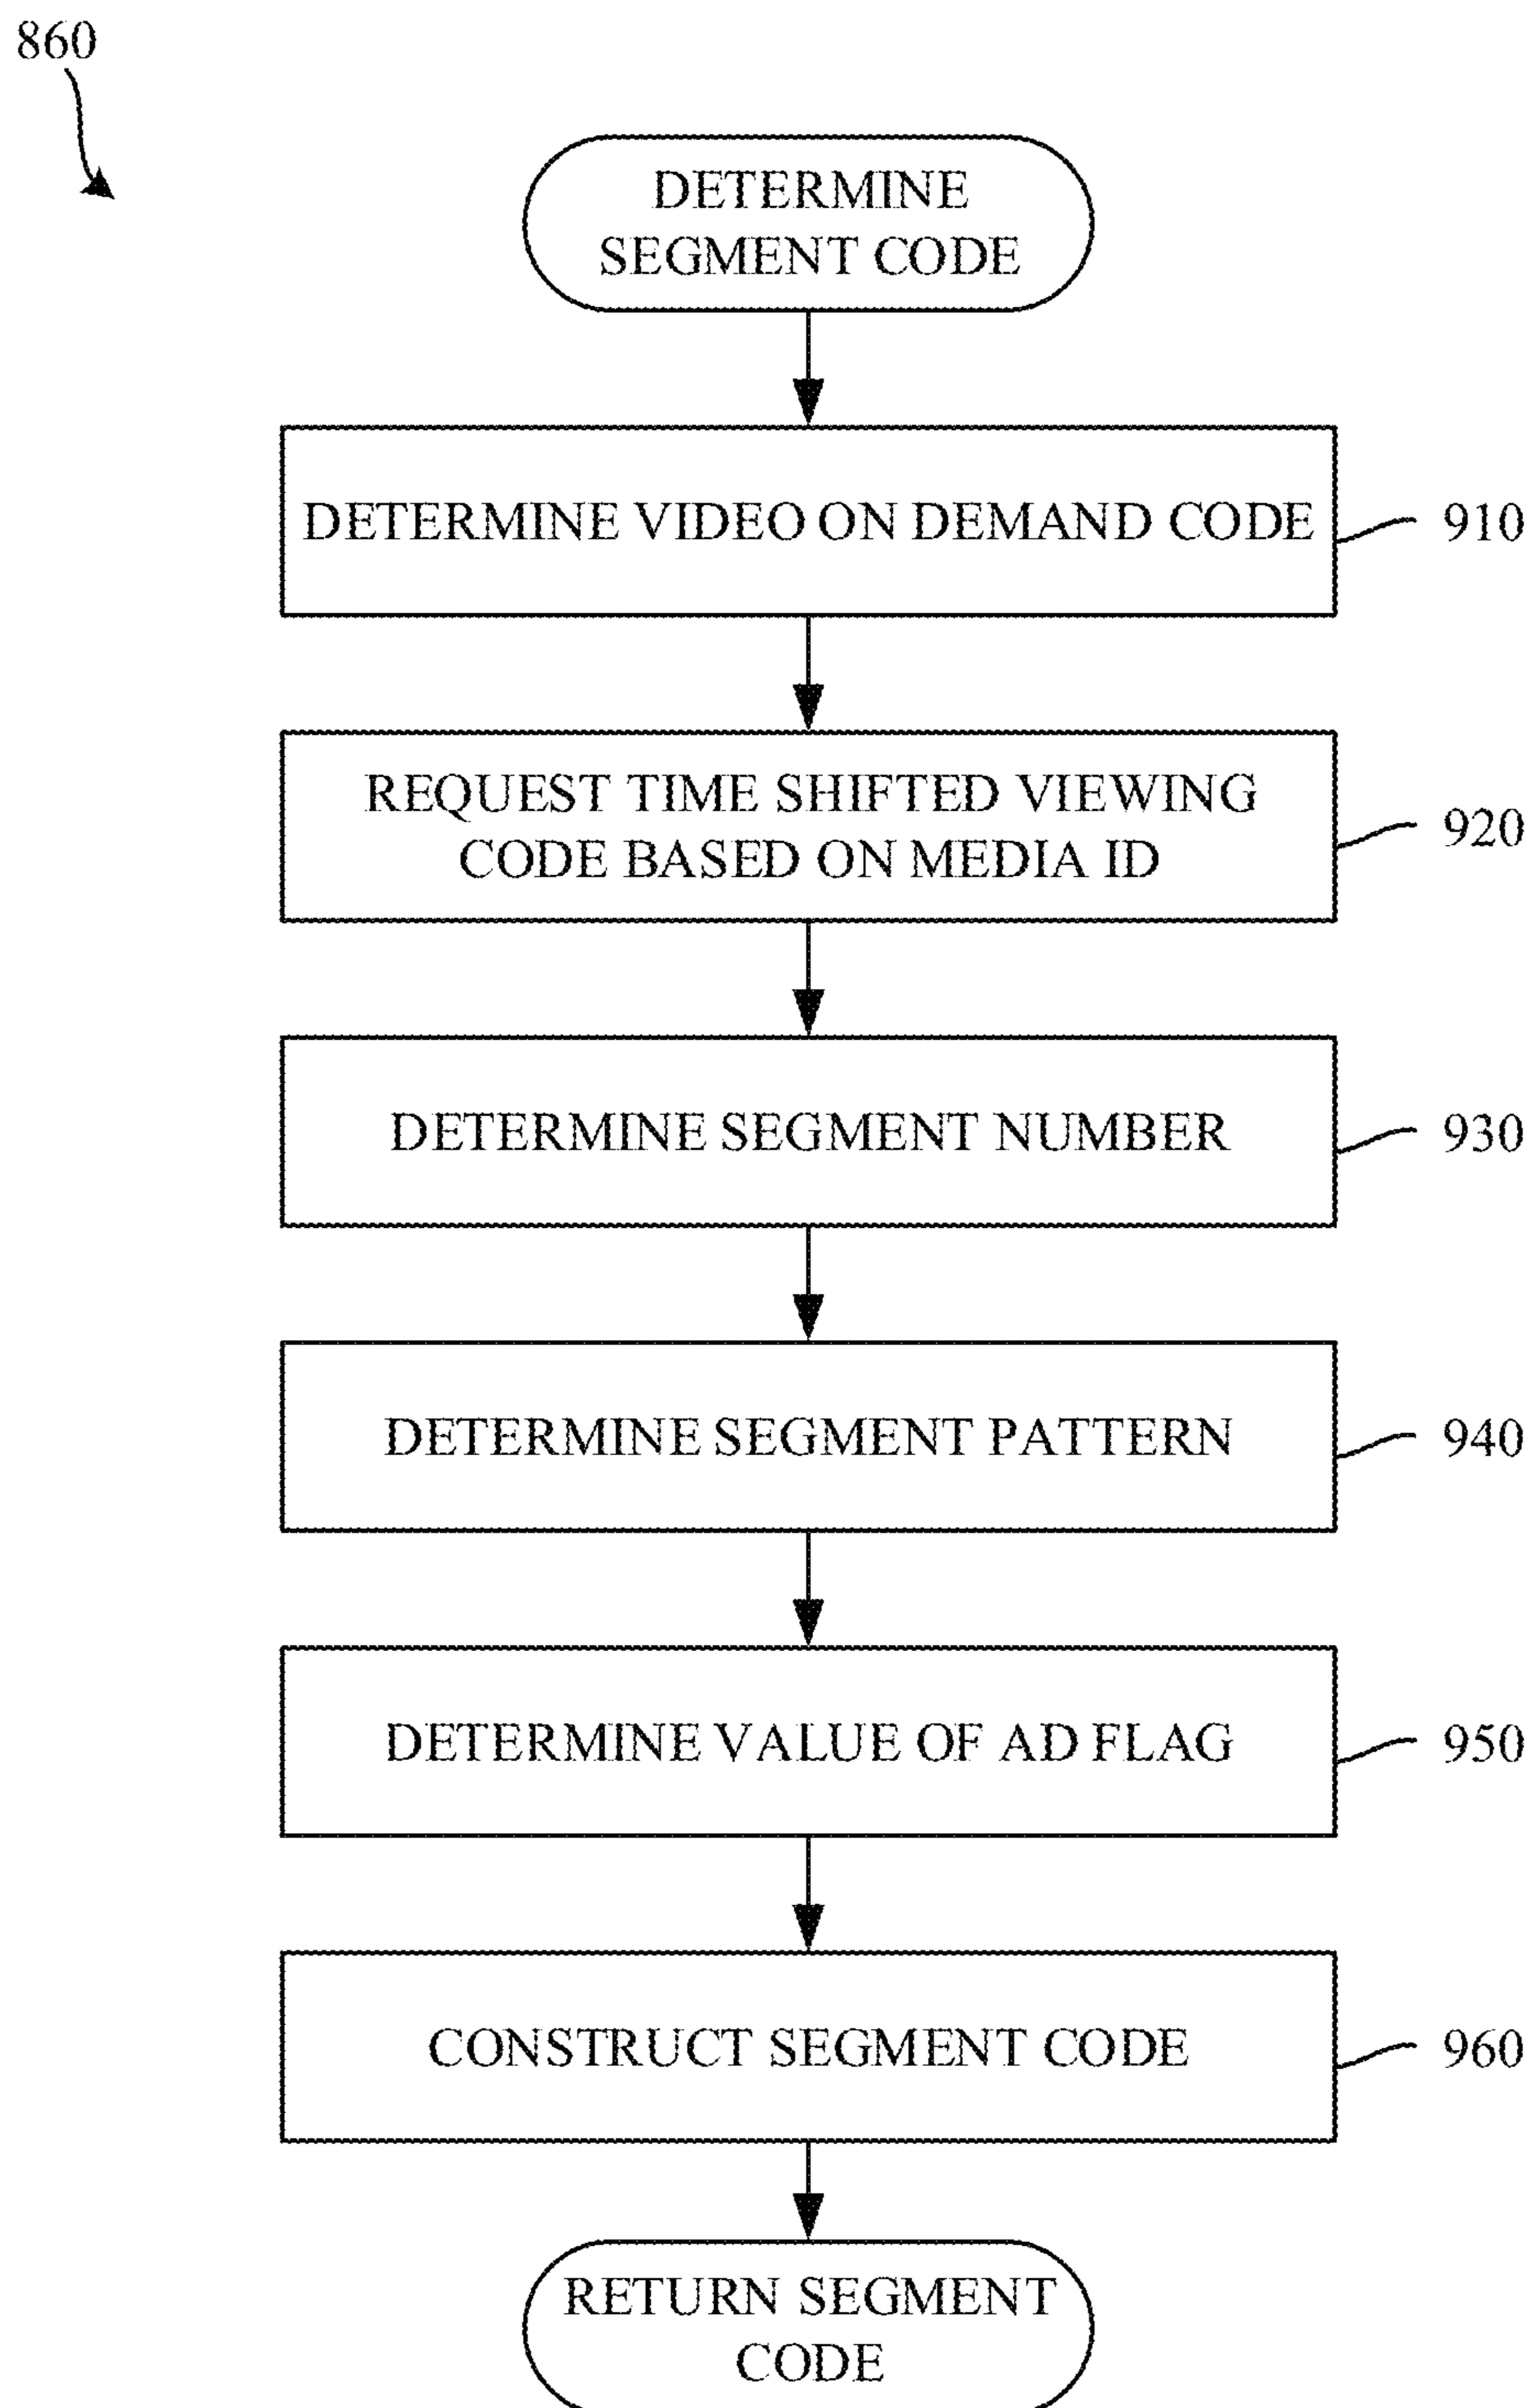 860
DETERMINE
SEGMENT CODE
DETERMINE VIDEO ON DEMAND CODE
910
REQUEST TIME SHIFTED VIEWING
CODE BASED ON MEDIA ID
920
DETERMINE SEGMENT NUMBER
930
DETERMINE SEGMENT PATTERN
940
DETERMINE VALUE OF AD FLAG
950
CONSTRUCT SEGMENT CODE
960
RETURN SEGMENT
CODE